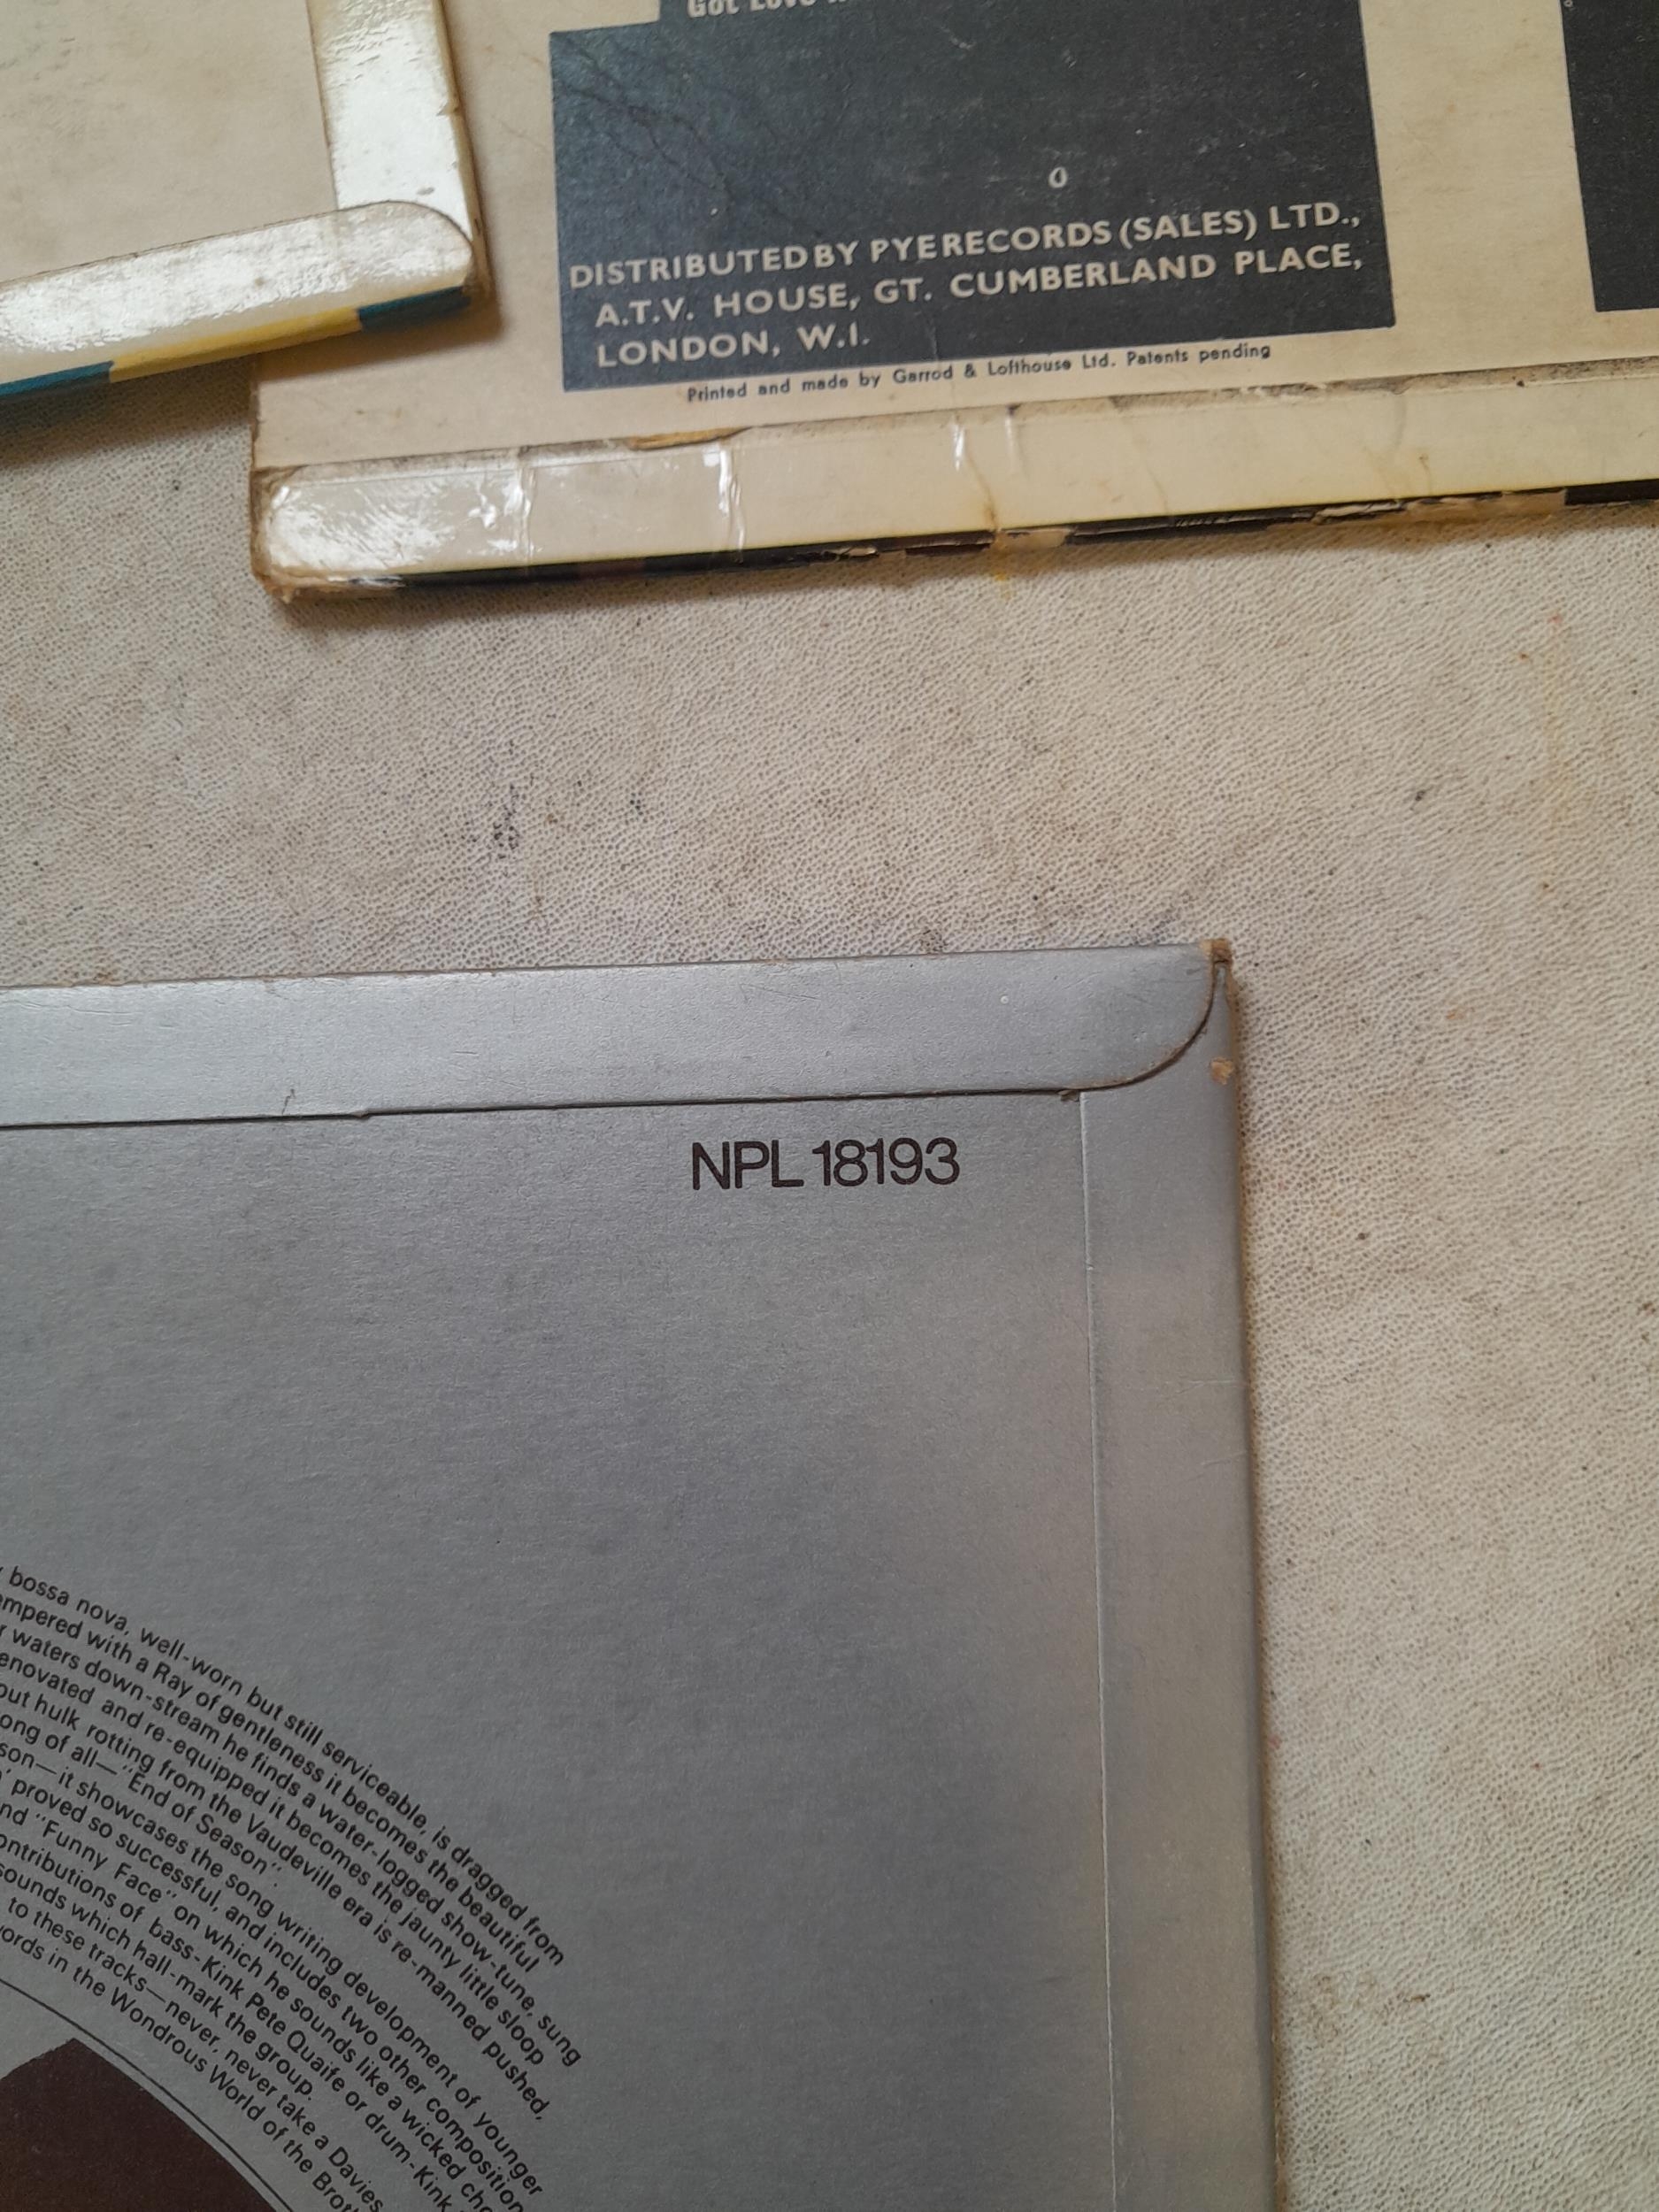 Got Love
DISTRIBUTED BY PYE RECORDS (SALES) LTD.,
A.T.V. HOUSE, GT. CUMBERLAND PLACE,
LONDON, W.I.
Printed and made by Garrod & Lofthouse Ltd. Patents pending
NPL 18193
bossa nova, well-worn but still serviceable, is dragged from
with a Ray of gentleness it becomes the beautiful
waters down-stream he finds a water-logged show-tune, sung
and re-equipped it becomes the jaunty little sloop
out hulk rotting from the Vaudeville era is re-manned pushed,
of all—"End of Season".
it showcases the song writing development of younger
proved so successful, and includes two other composition
"Funny Face" on which he sounds like a wicked
of bass-Kink Pete Quaife or drum-Kink
sounds which hall-mark the group.
to these tracks—never, never take a Davies
in the Wondrous World of the